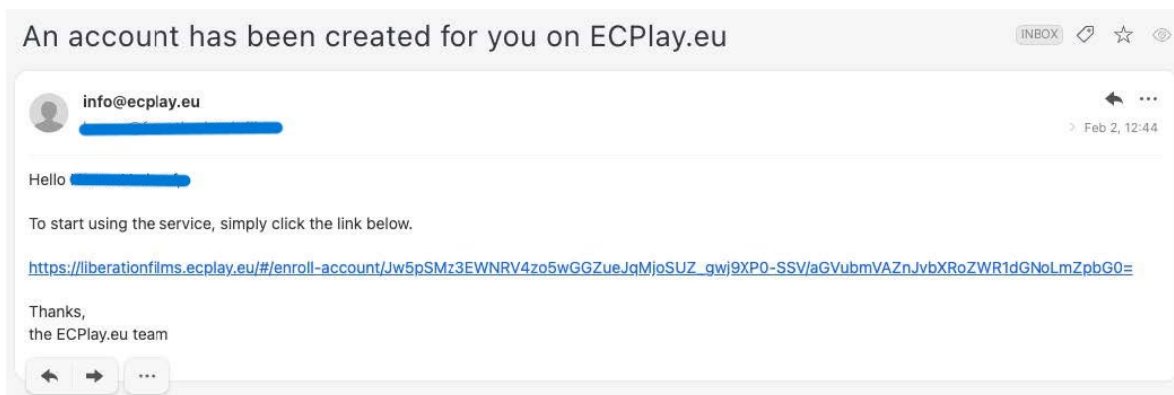 An account has been created for you on ECPlay.eu
INBOX
info@ecplay.eu
Feb 2, 12:44
Hello
To start using the service, simply click the link below.
https://liberationfilms.ecplay.eu/#/enroll-account/Jw5pSMz3EWNRV4zo5wGGZueJqMjoSUZ_gwj9XP0-SSV/aGVubmVAZnJvbXRoZWR1dGNoLmZpbG0=
Thanks,
the ECPlay.eu team